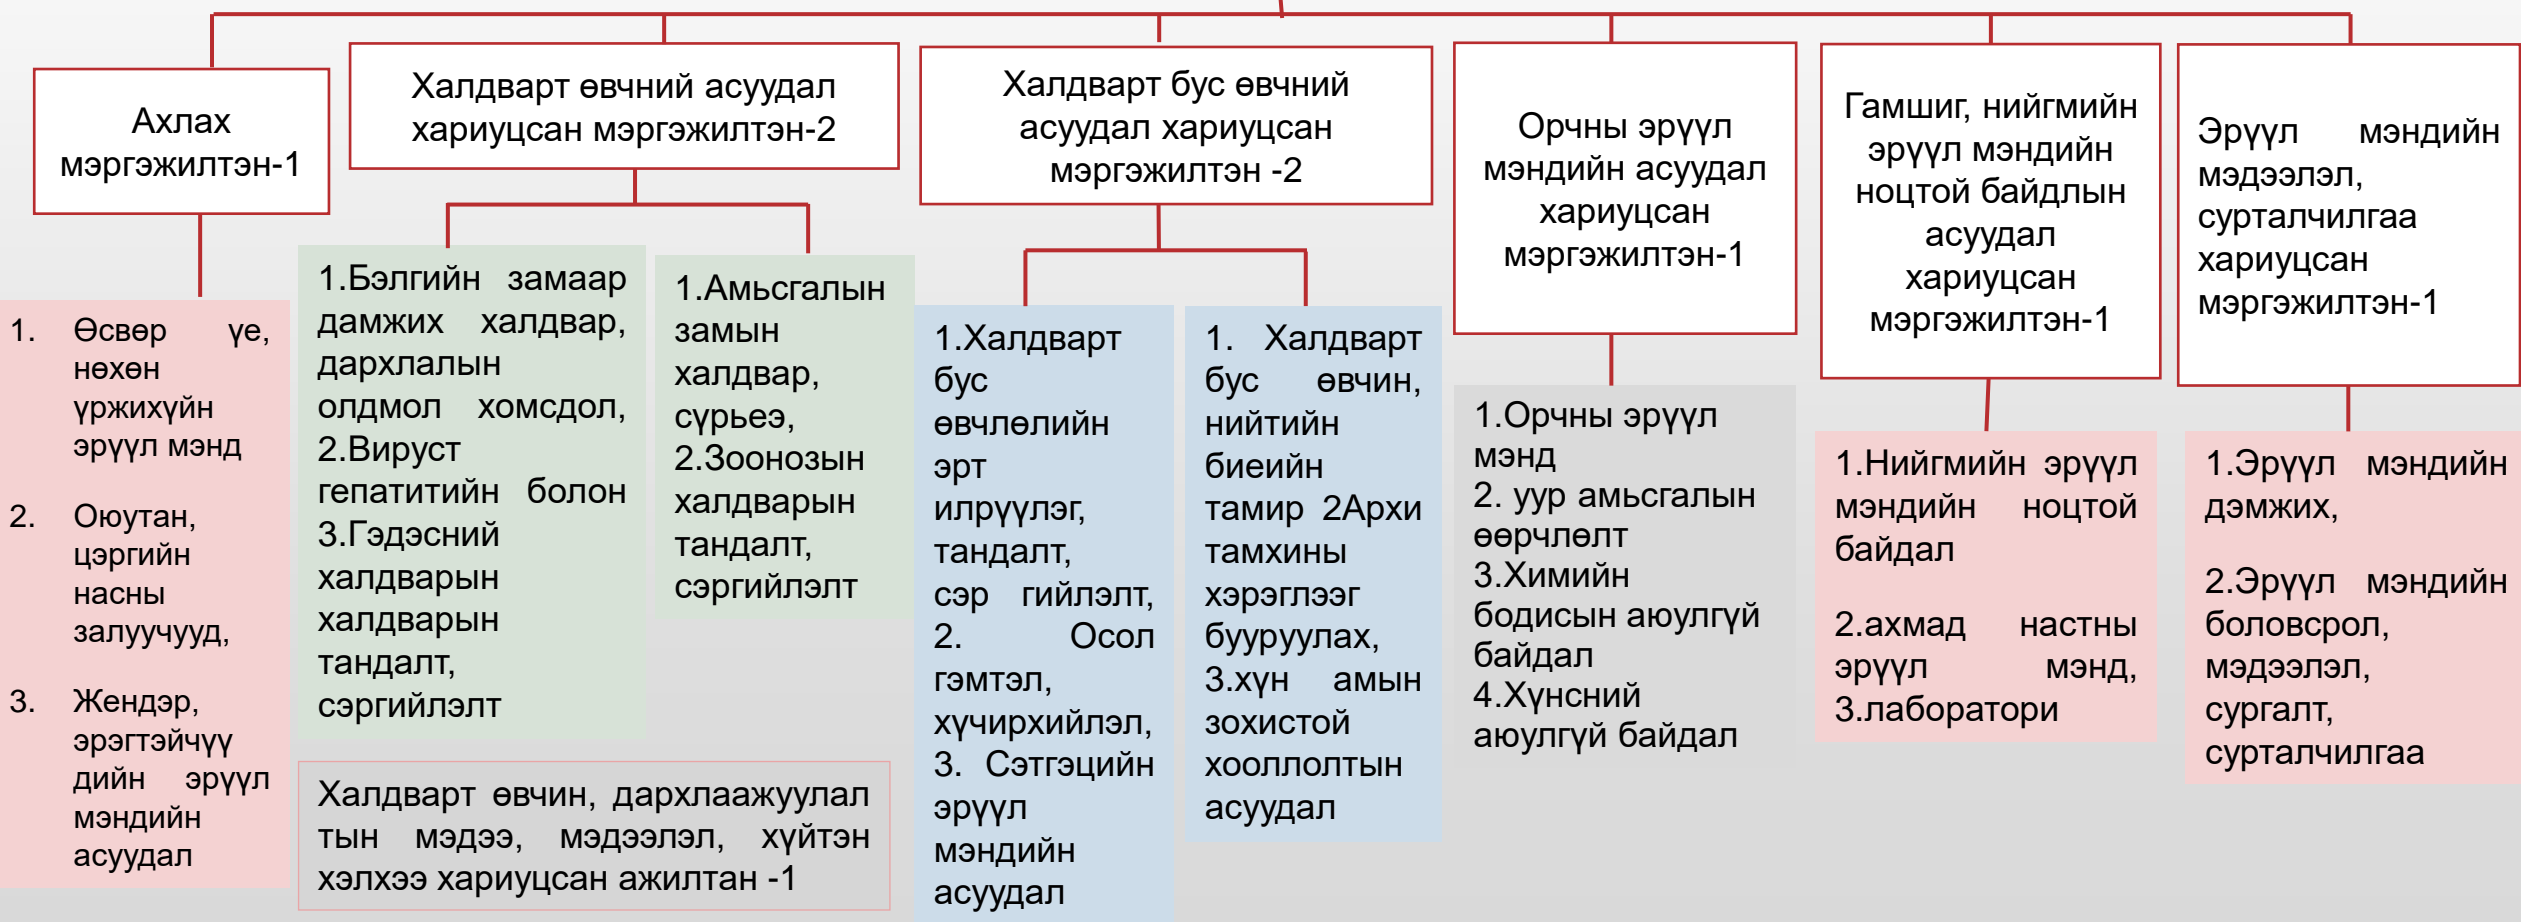 Ахлах
мэргэжилтэн-1
Халдварт өвчний асуудал
хариуцсан мэргэжилтэн-2
Халдварт бус өвчний
асуудал хариуцсан
мэргэжилтэн -2
Орчны эрүүл
мэндийн асуудал
хариуцсан
мэргэжилтэн-1
Гамшиг, нийгмийн
эрүүл мэндийн
ноцтой байдлын
асуудал
хариуцсан
мэргэжилтэн-1
Эрүүл мэндийн
мэдээлэл,
сурталчилгаа
хариуцсан
мэргэжилтэн-1
1. Өсвөр үе,
нөхөн
үржихүйн
эрүүл мэнд
2. Оюутан,
цэргийн
насны
залуучууд,
3. Жендэр,
эрэгтэйчүү
дийн эрүүл
мэндийн
асуудал
1.Бэлгийн замаар
дамжих халдвар,
дархлалын
олдмол хомсдол,
2.Вируст
гепатитийн болон
3.Гэдэсний
халдварын
халдварын
тандалт,
сэргийлэлт
1.Амьсгалын
замын
халдвар,
сүрьеэ,
2.Зоонозын
халдварын
тандалт,
сэргийлэлт
Халдварт өвчин, дархлаажуулал
тын мэдээ, мэдээлэл, хүйтэн
хэлхээ хариуцсан ажилтан -1
1.Халдварт
бус
өвчлөлийн
эрт
илрүүлэг,
тандалт,
сэр гийлэлт,
2. Осол
гэмтэл,
хүчирхийлэл,
3. Сэтгэцийн
эрүүл
мэндийн
асуудал
1. Халдварт
бус өвчин,
нийтийн
биеийн
тамир 2Архи
тамхины
хэрэглээг
бууруулах,
3.хүн амын
зохистой
хооллолтын
асуудал
1.Орчны эрүүл
мэнд
2. уур амьсгалын
өөрчлөлт
3.Химийн
бодисын аюулгүй
байдал
4.Хүнсний
аюулгүй байдал
1.Нийгмийн эрүүл
мэндийн ноцтой
байдал
2.ахмад настны
эрүүл мэнд,
3.лаборатори
1.Эрүүл мэндийн
дэмжих,
2.Эрүүл мэндийн
боловсрол,
мэдээлэл,
сургалт,
сурталчилгаа